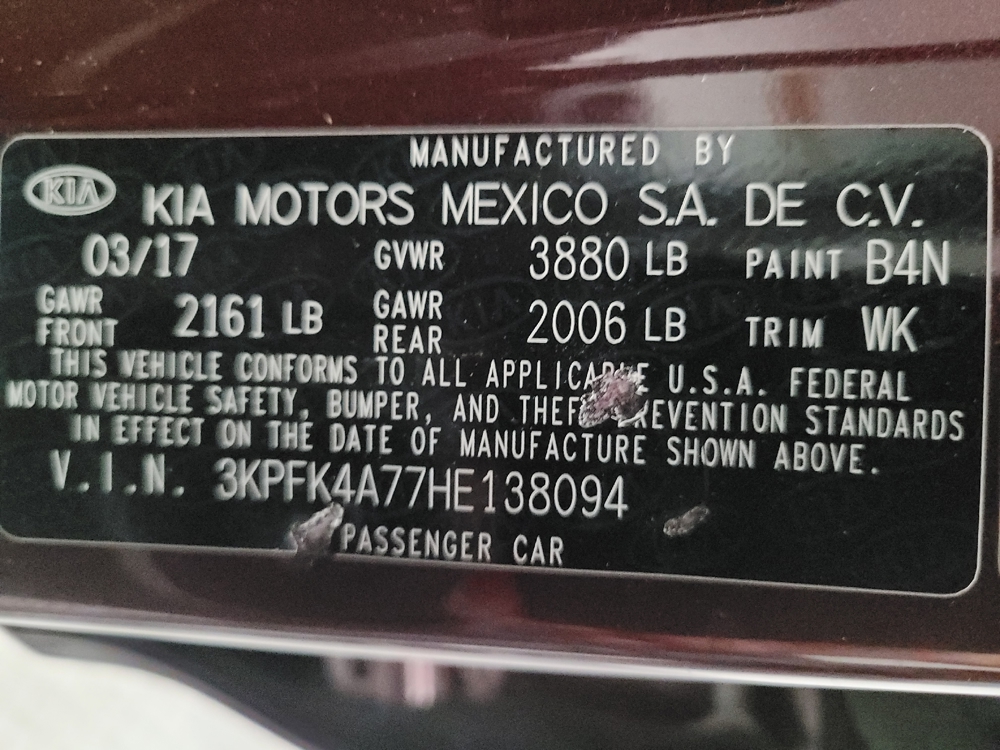 MANUFACTURED BY
KIA KIA MOTORS MEXICO S.A. DE C.V.
03/17 GVWR 3880 LB PAINT B4N
GAWR FRONT 2161 LB GAWR REAR 2006 LB TRIM WK
THIS VEHICLE CONFORMS TO ALL U.S.A. FEDERAL
MOTOR VEHICLE SAFETY, BUMPER, AND STANDARDS
IN EFFECT ON THE DATE OF MANUFACTURE SHOWN ABOVE.
V.I.N. 3KPFK4A77HE138094
PASSENGER CAR